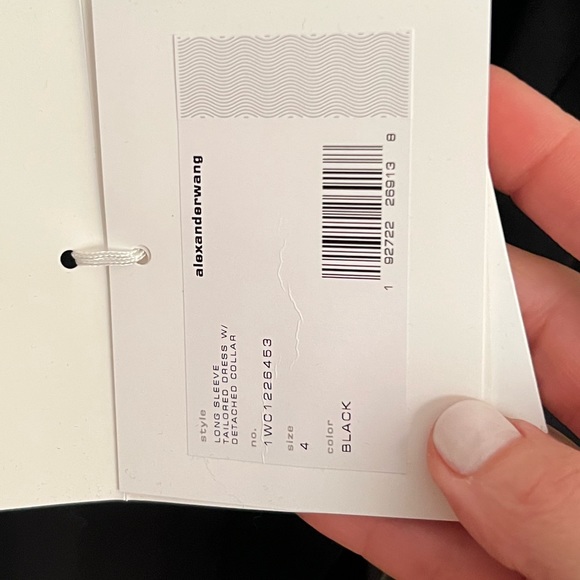 alexanderwang
style
LONG SLEEVE
TAILORED DRESS W/
DETACHED COLLAR
no.
1WC1226453
size
4
color
BLACK
1 92722 26913 8